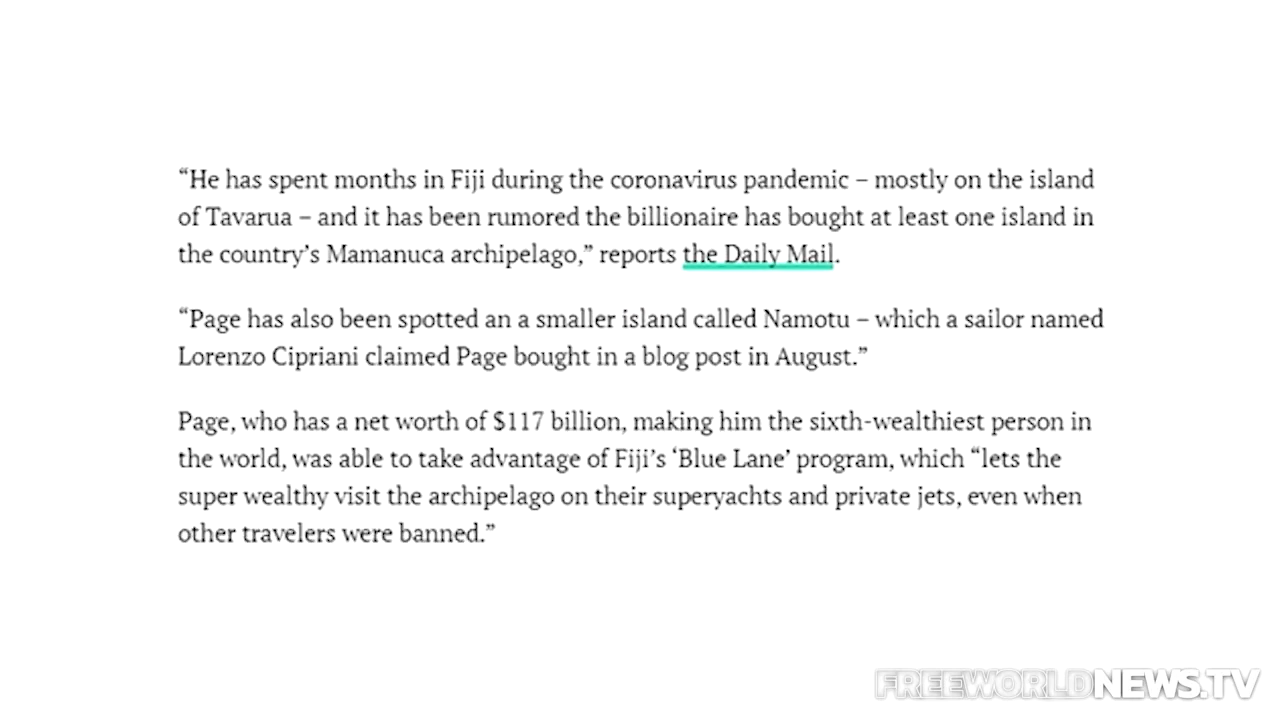 “He has spent months in Fiji during the coronavirus pandemic – mostly on the island
of Tavarua – and it has been rumored the billionaire has bought at least one island in
the country’s Mamanuca archipelago,” reports the Daily Mail.
“Page has also been spotted an a smaller island called Namotu – which a sailor named
Lorenzo Cipriani claimed Page bought in a blog post in August.”
Page, who has a net worth of $117 billion, making him the sixth-wealthiest person in
the world, was able to take advantage of Fiji’s ‘Blue Lane’ program, which “lets the
super wealthy visit the archipelago on their superyachts and private jets, even when
other travelers were banned.”
FREEWORLDNEWS.TV